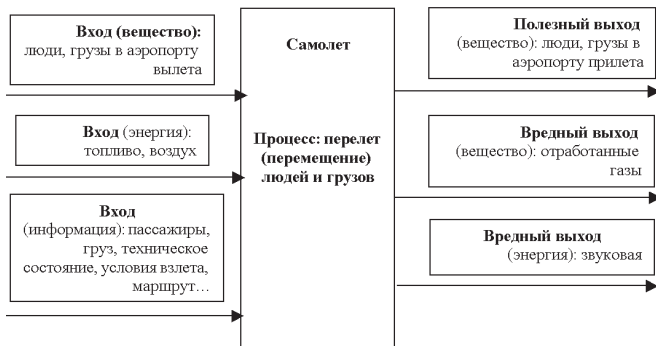 Вход (вещество):
люди, грузы в аэропорту
вылета
Вход (энергия):
топливо, воздух
Вход
(информация): пассажиры,
груз, техническое
состояние, условия взлета,
маршрут…
Самолет
Процесс: перелет
(перемещение)
людей и грузов
Полезный выход
(вещество): люди, грузы в
аэропорту прилета
Вредный выход
(вещество): отработанные
газы
Вредный выход
(энергия): звуковая